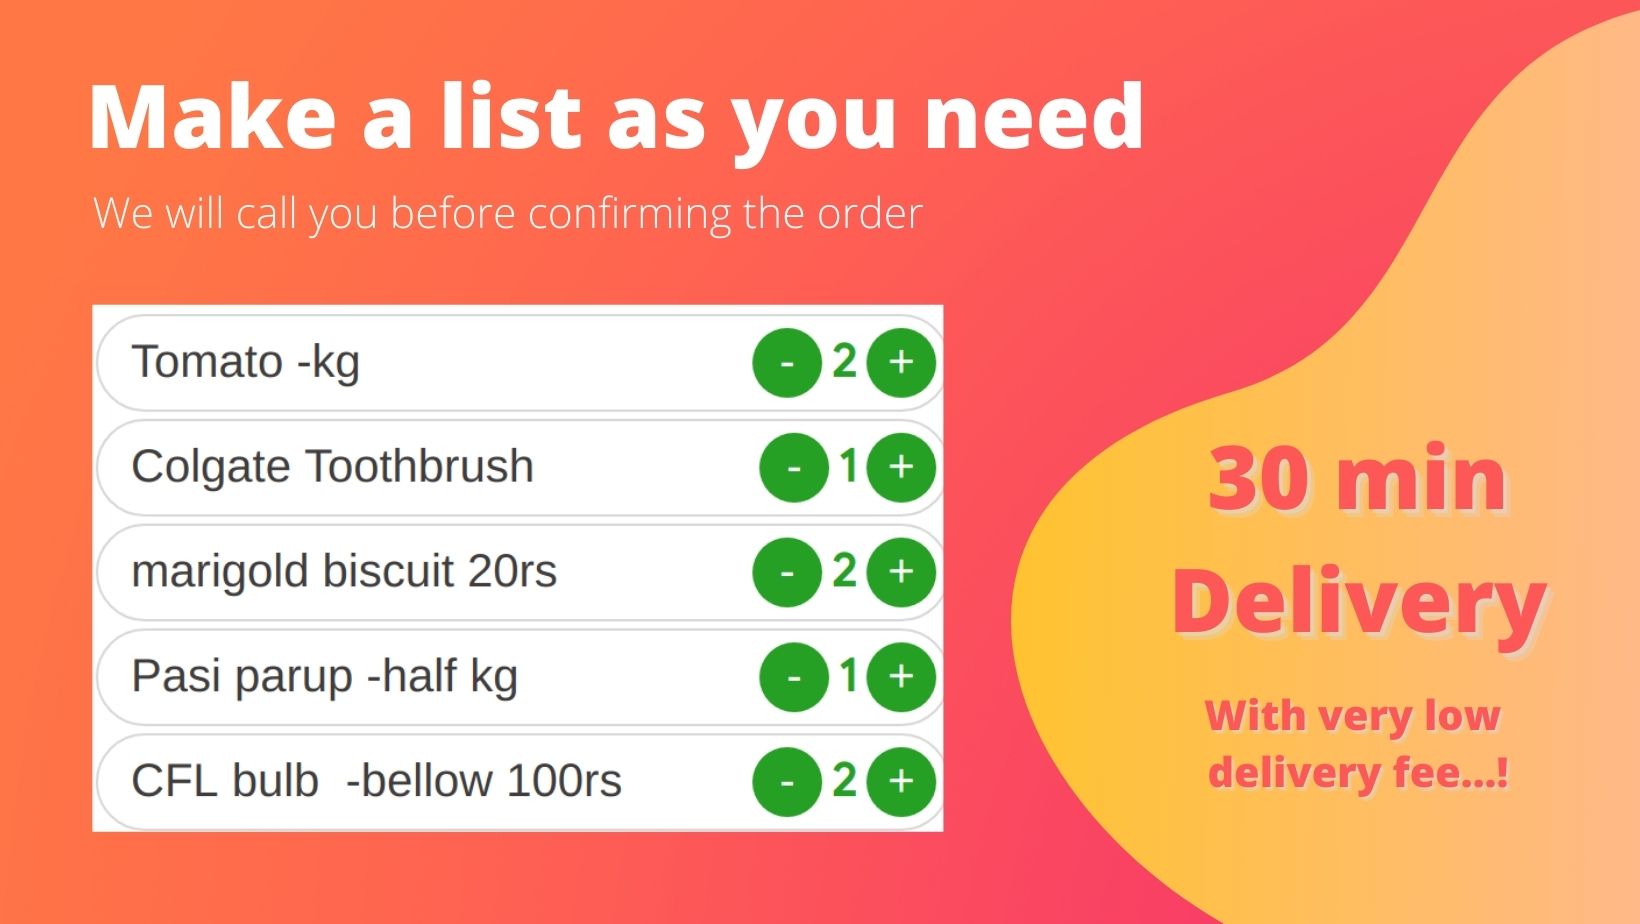 Make a list as you need
We will call you before confirming the order
Tomato -kg - 2 +
Colgate Toothbrush - 1 +
marigold biscuit 20rs - 2 +
Pasi parup -half kg - 1 +
CFL bulb  -bellow 100rs - 2 +
30 min
Delivery
With very low
delivery fee...!